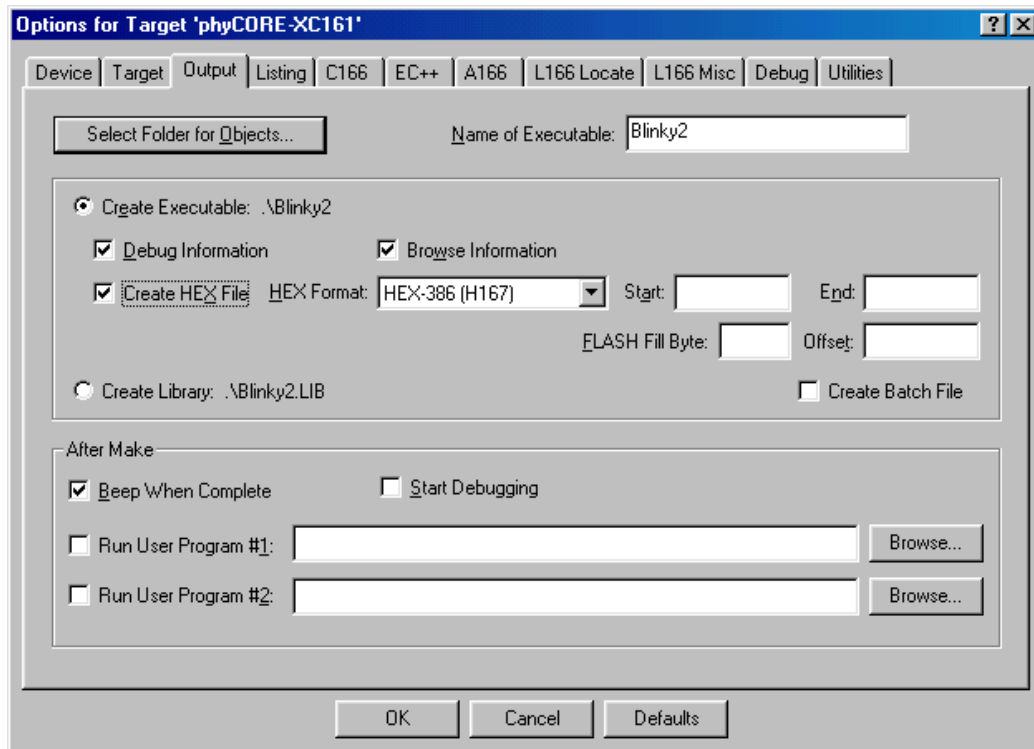 Options for Target 'phyCORE-XC161'
Device Target Output Listing C166 EC++ A166 L166 Locate L166 Misc Debug Utilities
Select Folder for Objects... Name of Executable: Blinky2
Create Executable: .\Blinky2
Debug Information Browse Information
Create HEX File HEX Format: HEX-386 (H167) Start: End:
FLASH Fill Byte: Offset:
Create Library: .\Blinky2.LIB Create Batch File
After Make
Beep When Complete Start Debugging
Run User Program #1: Browse...
Run User Program #2: Browse...
OK Cancel Defaults